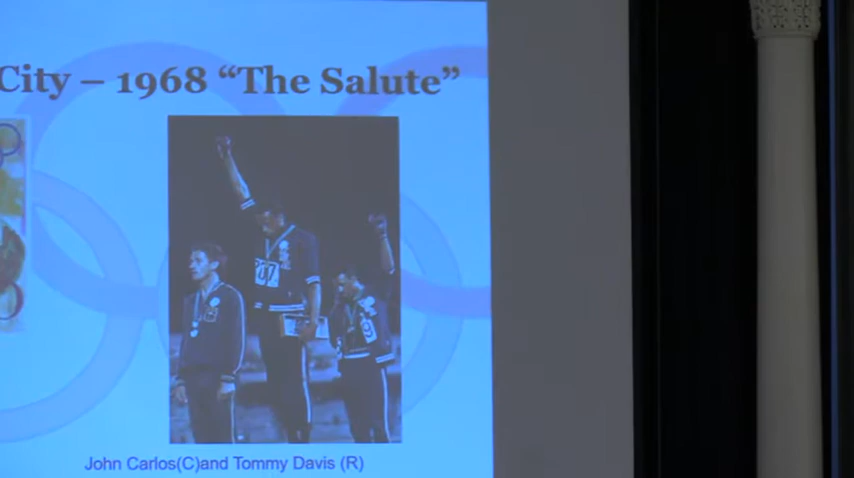 City – 1968 “The Salute”
John Carlos(C)and Tommy Davis (R)